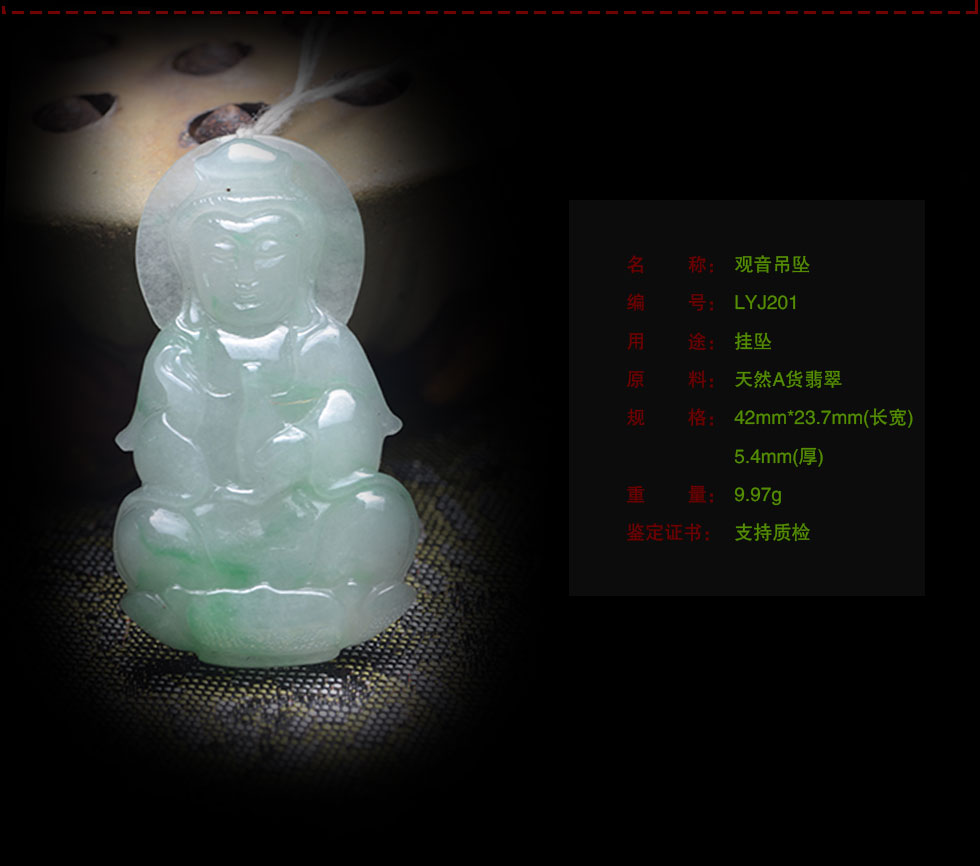 名 称： 观音吊坠
编 号： LYJ201
用 途： 挂坠
原 料： 天然A货翡翠
规 格： 42mm*23.7mm(长宽)
5.4mm(厚)
重 量： 9.97g
鉴定证书： 支持质检